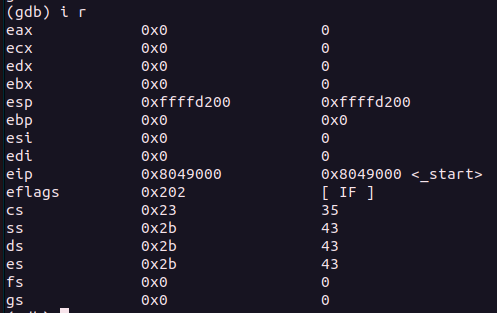 (gdb) i r
eax            0x0                 0
ecx            0x0                 0
edx            0x0                 0
ebx            0x0                 0
esp            0xffffd200          0xffffd200
ebp            0x0                 0x0
esi            0x0                 0
edi            0x0                 0
eip            0x8049000           0x8049000 <_start>
eflags         0x202               [ IF ]
cs             0x23                35
ss             0x2b                43
ds             0x2b                43
es             0x2b                43
fs             0x0                 0
gs             0x0                 0